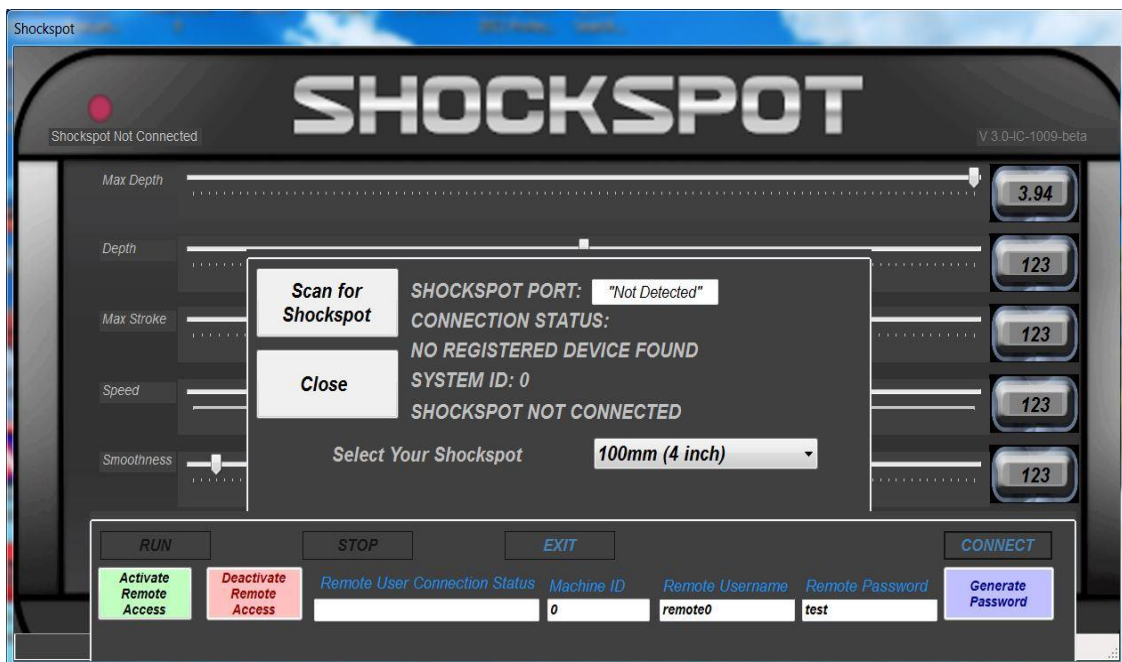 Shockspot
SHOCKSPOT
Shockspot Not Connected
V 3.0-IC-1009-beta
Max Depth
3.94
Depth
123
Max Stroke
123
Speed
123
Smoothness
123
Scan for
Shockspot
Close
SHOCKSPOT PORT: "Not Detected"
CONNECTION STATUS:
NO REGISTERED DEVICE FOUND
SYSTEM ID: 0
SHOCKSPOT NOT CONNECTED
Select Your Shockspot 100mm (4 inch)
RUN STOP EXIT CONNECT
Activate
Remote
Access
Deactivate
Remote
Access
Remote User Connection Status
Machine ID
0
Remote Username
remote0
Remote Password
test
Generate
Password